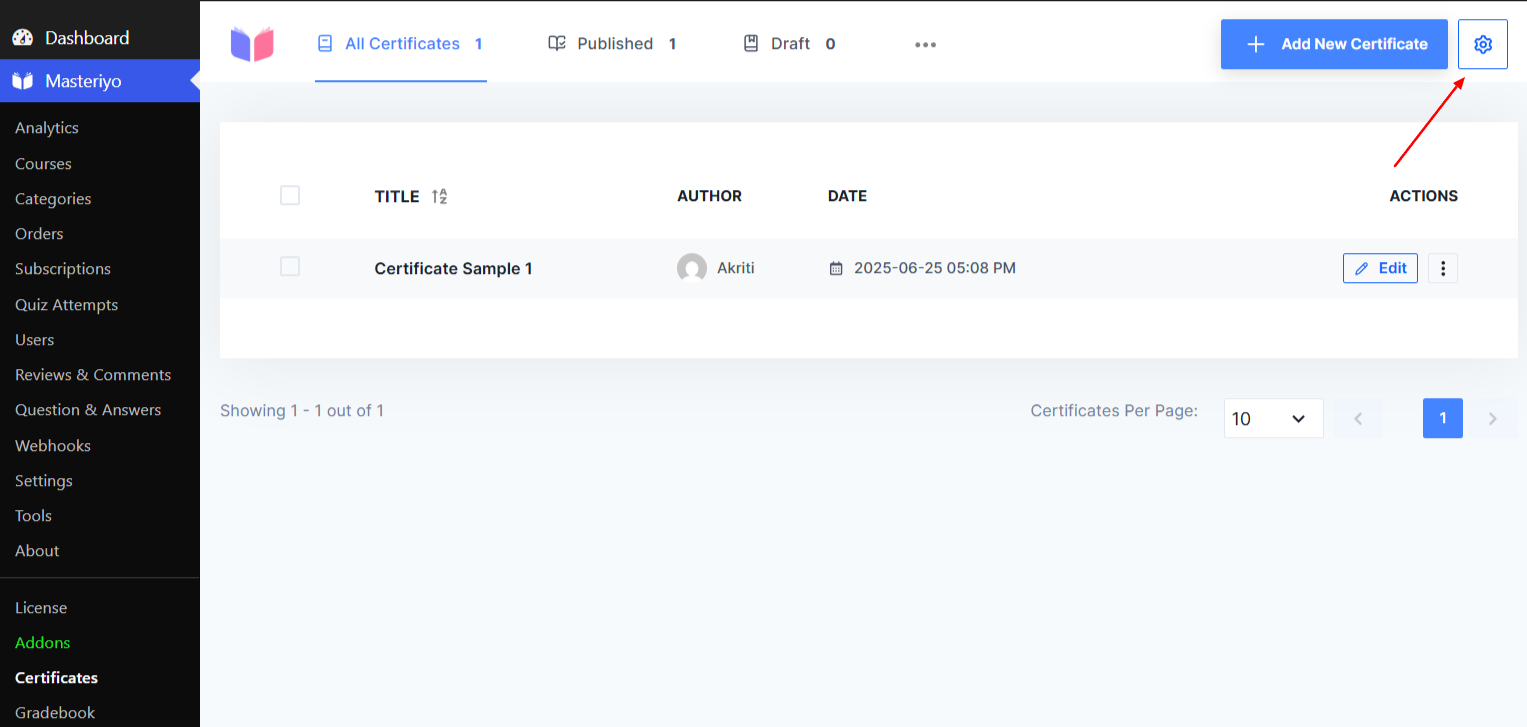 Dashboard
Masteriyo
Analytics
Courses
Categories
Orders
Subscriptions
Quiz Attempts
Users
Reviews & Comments
Question & Answers
Webhooks
Settings
Tools
About
License
Addons
Certificates
Gradebook
All Certificates 1 Published 1 Draft 0
Add New Certificate
TITLE AUTHOR DATE ACTIONS
Certificate Sample 1 Akriti 2025-06-25 05:08 PM Edit
Showing 1 - 1 out of 1 Certificates Per Page: 10 1